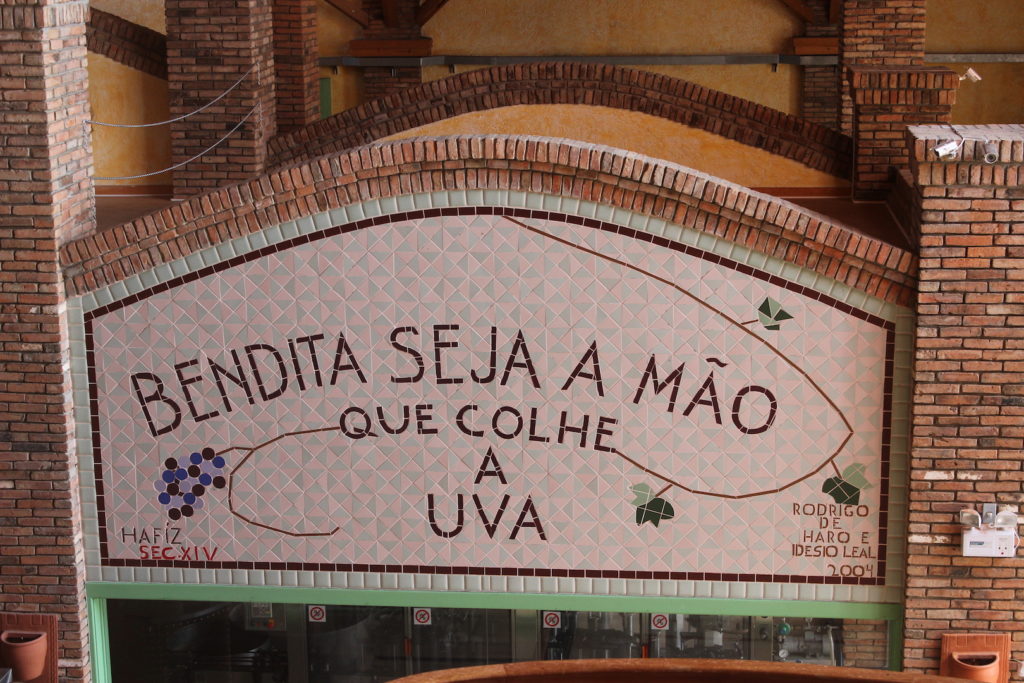 BENDITA SEJA A MÃO
QUE COLHE
A
UVA
HAFÍZ
SEC.XIV
RODRIGO
DE
HARO E
IDESIO LEAL
2004